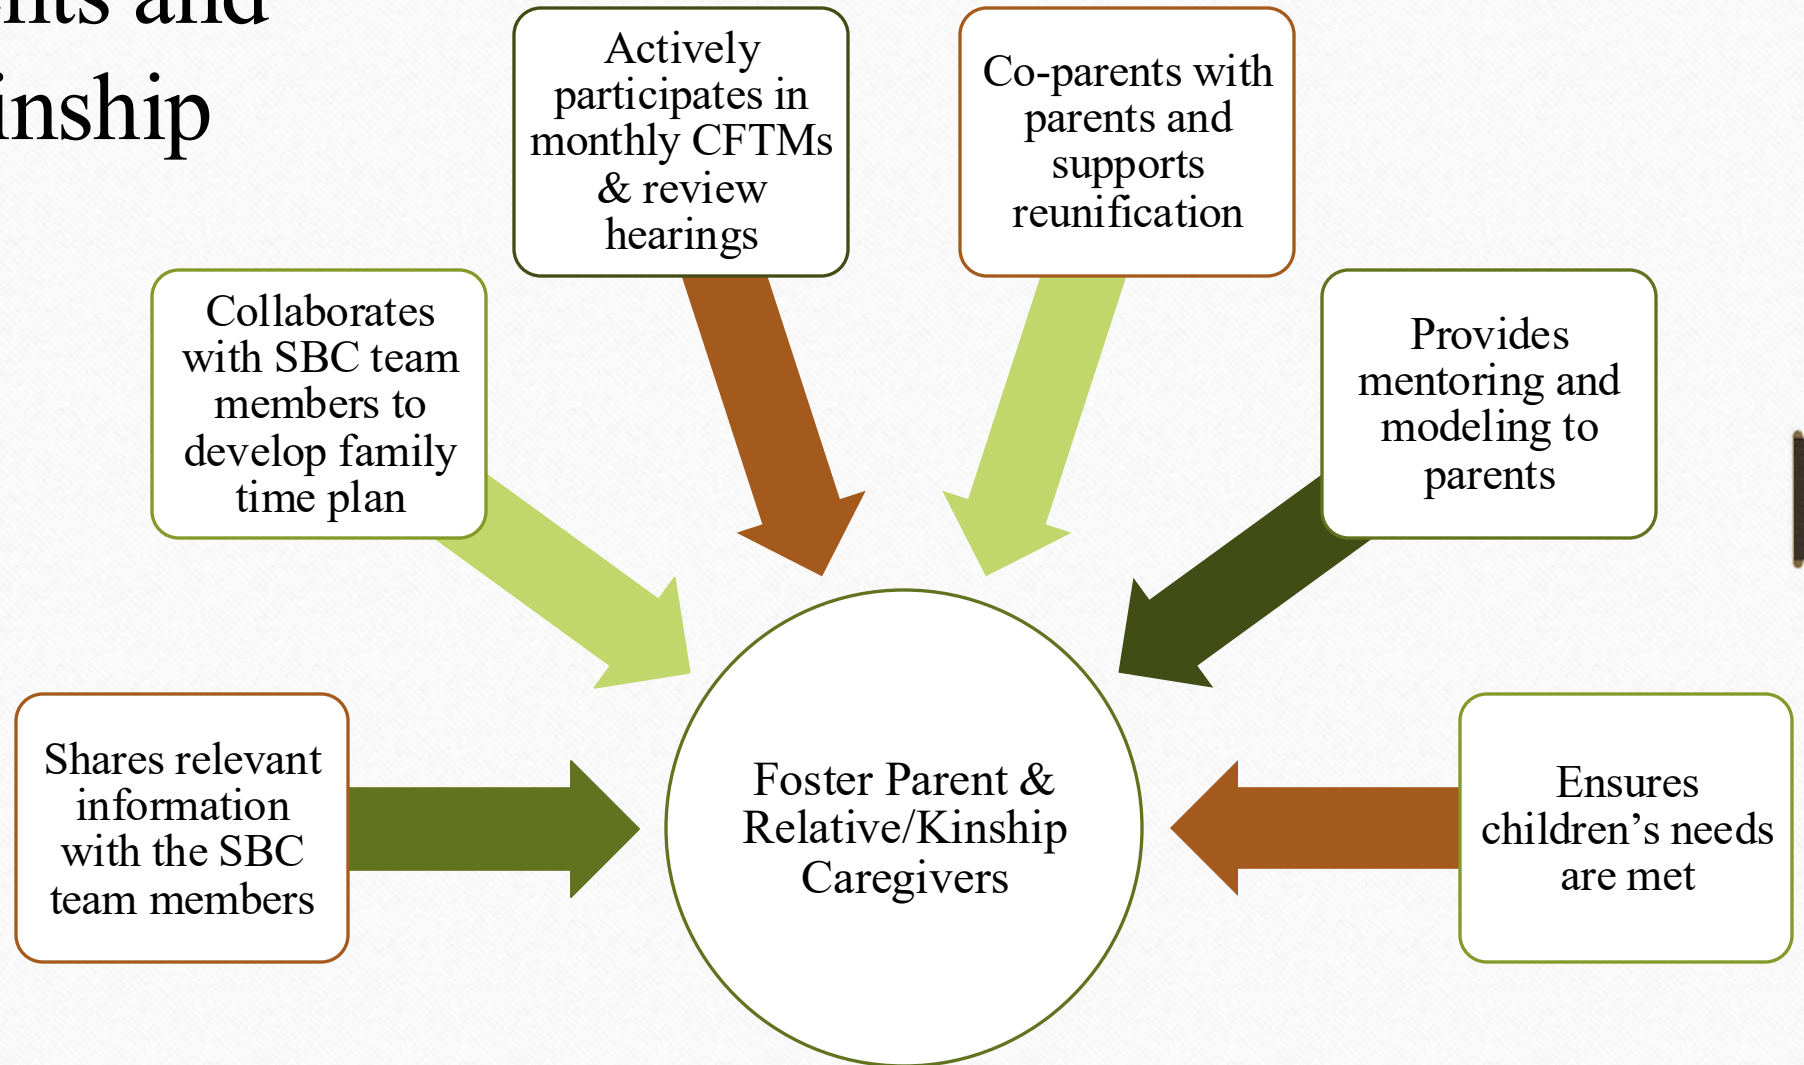 and
Actively
participates in
monthly CFTMs
& review
hearings
Co-parents with
parents and
supports
reunification
Collaborates
with SBC team
members to
develop family
time plan
Provides
mentoring and
modeling to
parents
Shares relevant
information
with the SBC
team members
Foster Parent &
Relative/Kinship
Caregivers
Ensures
children’s needs
are met